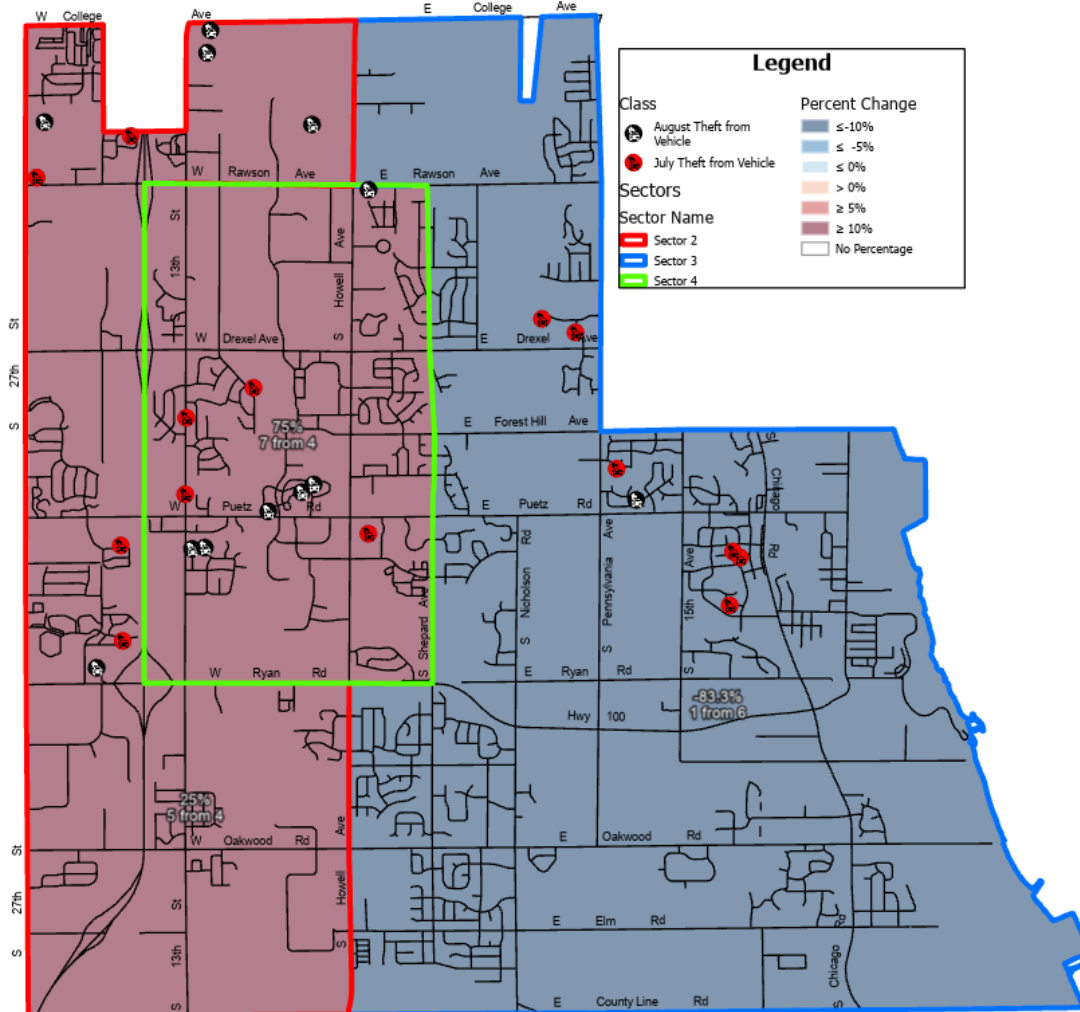 W College Ave
E College Ave
Legend
Class
August Theft from
Vehicle
July Theft from Vehicle
Sectors
Sector Name
Sector 2
Sector 3
Sector 4
Percent Change
≤-10%
≤ -5%
≤ 0%
> 0%
≥ 5%
≥ 10%
No Percentage
W Rawson Ave
E Rawson Ave
S 13th St
S Howell Ave
S 27th St
W Drexel Ave
E Drexel Ave
E Forest Hill Ave
75%
7 from 4
W Puetz Rd
E Puetz Rd
S Chicago Rd
S Nicholson Rd
S Pennsylvania Ave
S 15th Ave
S Shepard Ave
W Ryan Rd
E Ryan Rd
-83.3%
1 from 6
Hwy 100
25%
5 from 4
W Oakwood Rd
E Oakwood Rd
S 27th St
S 13th St
S Howell Ave
E Elm Rd
S Chicago Rd
E County Line Rd